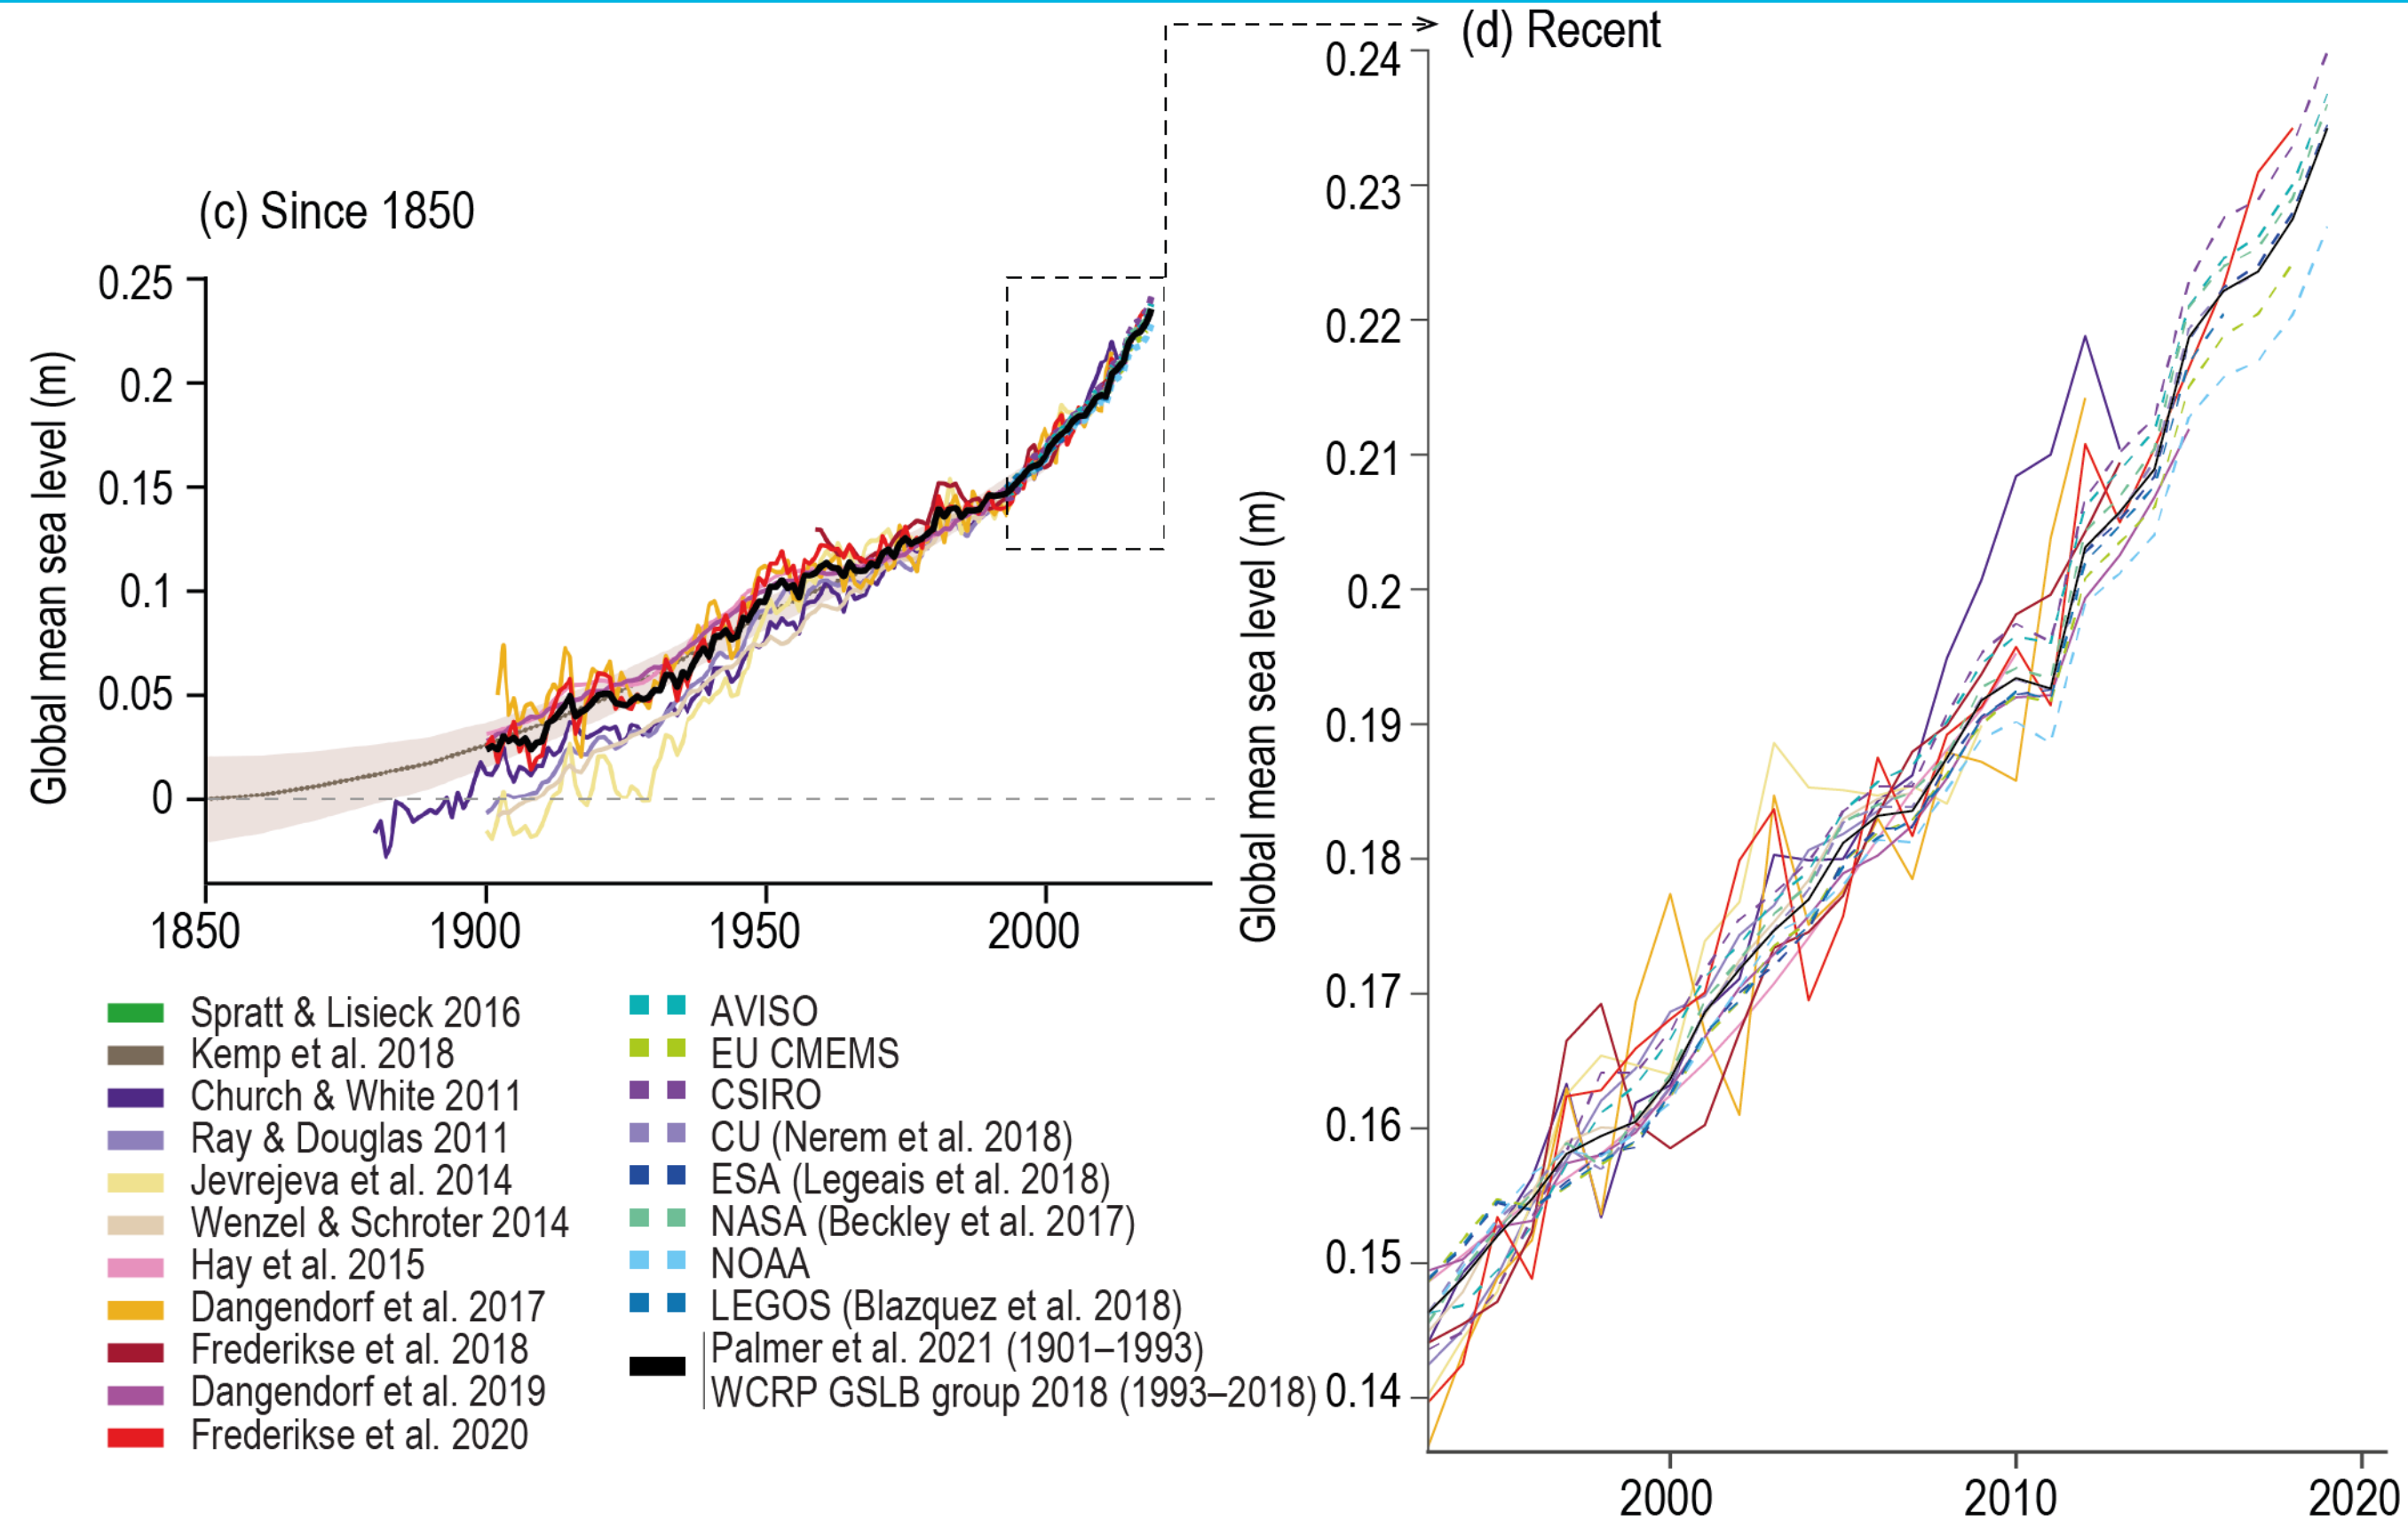 (d) Recent
(c) Since 1850
Global mean sea level (m)
0.25
0.2
0.15
0.1
0.05
0
1850
1900
1950
2000
Spratt & Lisieck 2016
Kemp et al. 2018
Church & White 2011
Ray & Douglas 2011
Jevrejeva et al. 2014
Wenzel & Schroter 2014
Hay et al. 2015
Dangendorf et al. 2017
Frederikse et al. 2018
Dangendorf et al. 2019
Frederikse et al. 2020
AVISO
EU CMEMS
CSIRO
CU (Nerem et al. 2018)
ESA (Legeais et al. 2018)
NASA (Beckley et al. 2017)
NOAA
LEGOS (Blazquez et al. 2018)
Palmer et al. 2021 (1901–1993)
WCRP GSLB group 2018 (1993–2018)
Global mean sea level (m)
0.24
0.23
0.22
0.21
0.2
0.19
0.18
0.17
0.16
0.15
0.14
2000
2010
2020